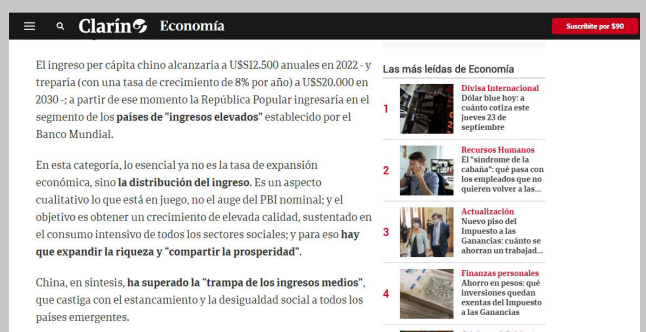 Clarín Economía
Suscribite por $90
El ingreso per cápita chino alcanzaría a U$S12.500 anuales en 2022 - y
treparía (con una tasa de crecimiento de 8% por año) a U$S20.000 en
2030 -; a partir de ese momento la República Popular ingresaría en el
segmento de los países de "ingresos elevados" establecido por el
Banco Mundial.
En esta categoría, lo esencial ya no es la tasa de expansión
económica, sino la distribución del ingreso. Es un aspecto
cualitativo lo que está en juego, no el auge del PBI nominal; y el
objetivo es obtener un crecimiento de elevada calidad, sustentado en
el consumo intensivo de todos los sectores sociales; y para eso hay
que expandir la riqueza y "compartir la prosperidad".
China, en síntesis, ha superado la "trampa de los ingresos medios",
que castiga con el estancamiento y la desigualdad social a todos los
países emergentes.
Las más leídas de Economía
1
Divisa Internacional
Dólar blue hoy: a
cuánto cotiza este
jueves 23 de
septiembre
2
Recursos Humanos
El "síndrome de la
cabaña": qué pasa con
los empleados que no
quieren volver a las...
3
Actualización
Nuevo piso del
Impuesto a las
Ganancias: cuánto se
ahorran un trabajad...
4
Finanzas personales
Ahorro en pesos: qué
inversiones quedan
exentas del Impuesto
a las Ganancias